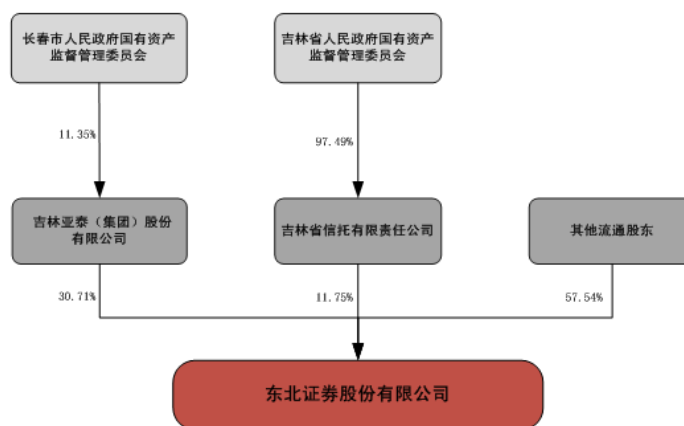 长春市人民政府国有资产
监督管理委员会
吉林省人民政府国有资产
监督管理委员会
11.35%
97.49%
吉林亚泰（集团）股份
有限公司
吉林省信托有限责任公司
其他流通股东
30.71%
11.75%
57.54%
东北证券股份有限公司